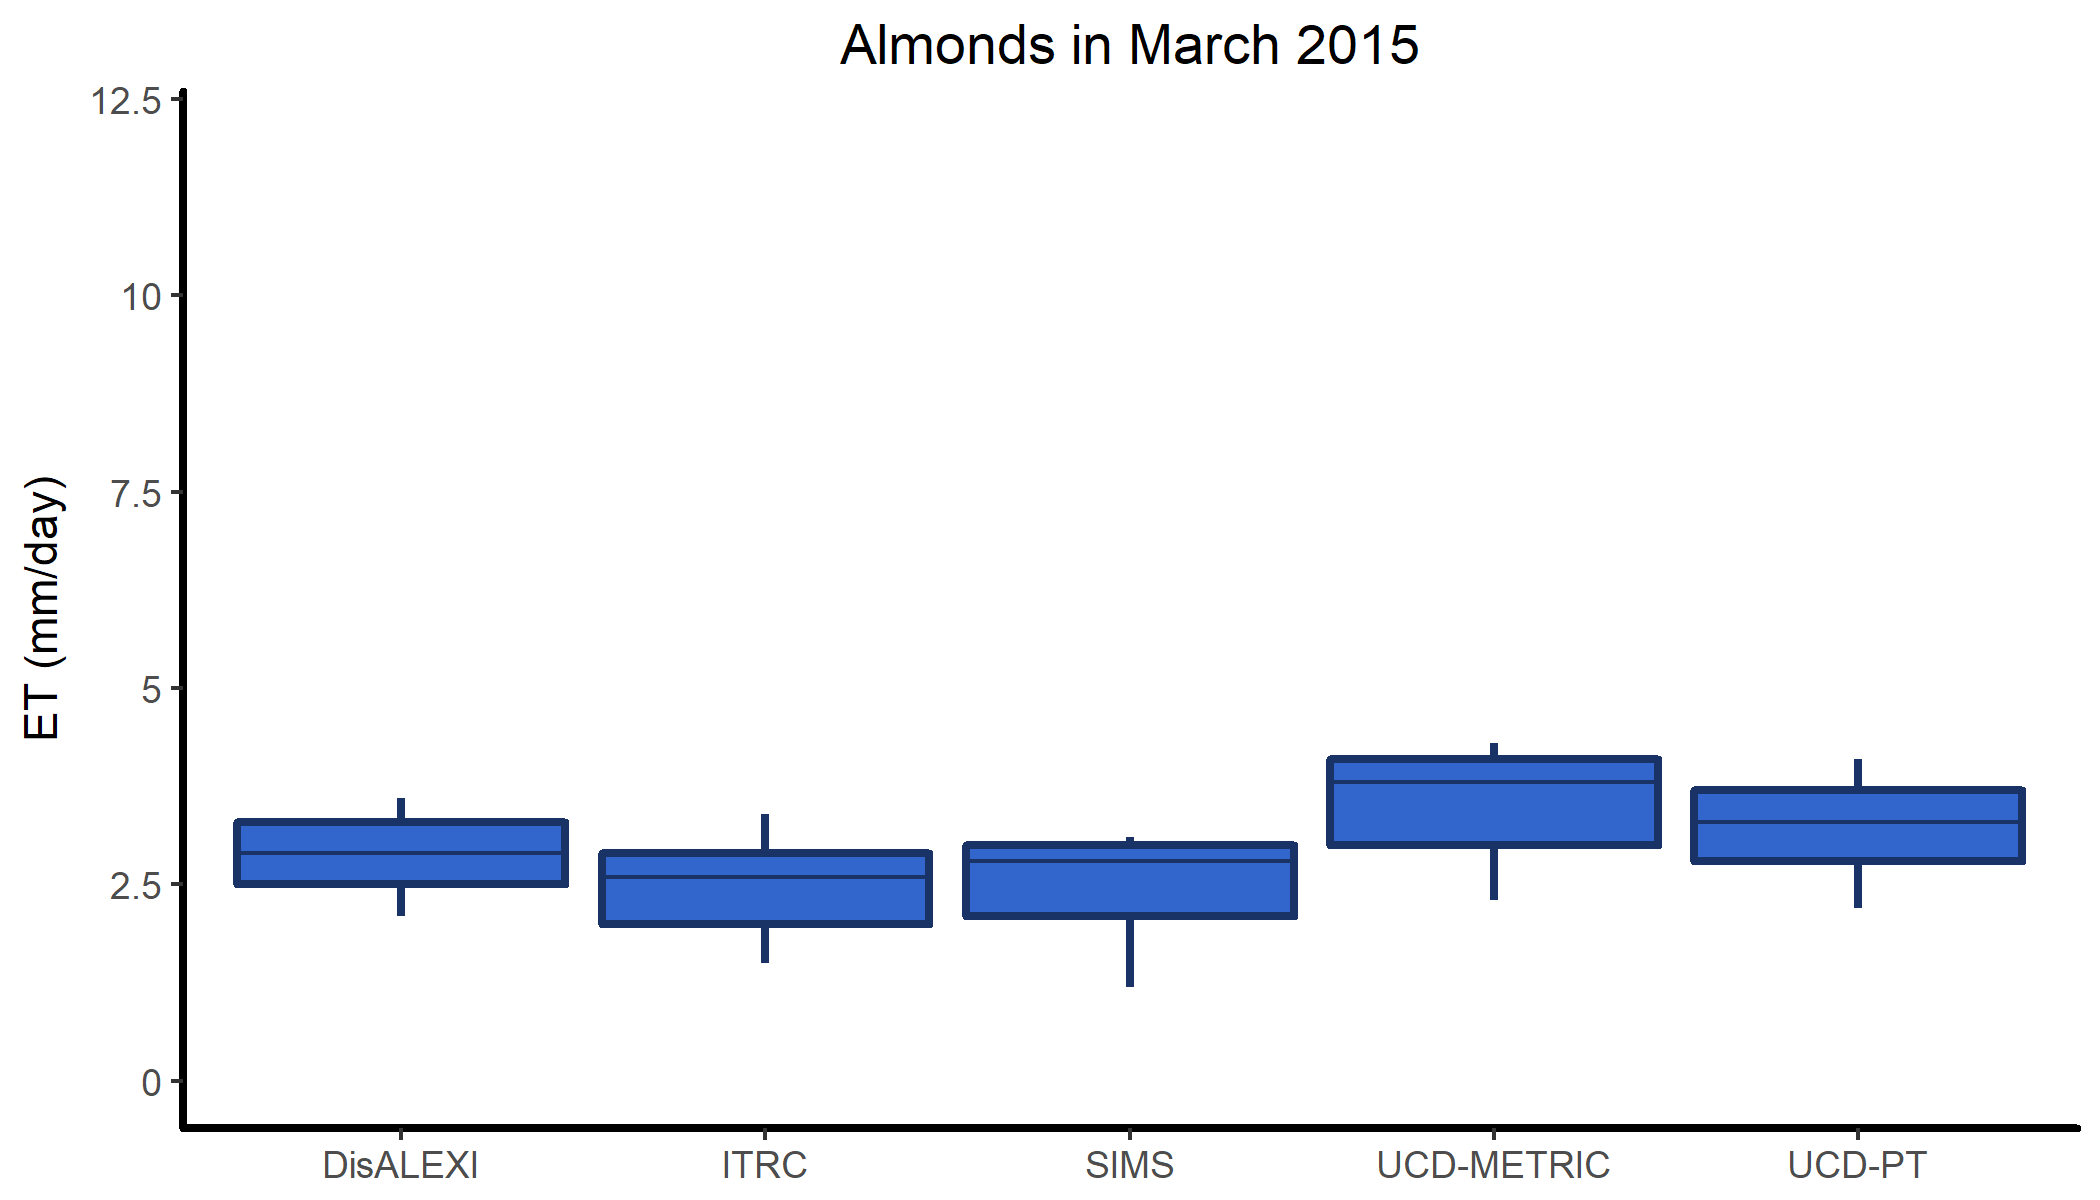 Almonds in March 2015
ET (mm/day)
12.5
10
7.5
5
2.5
0
DisALEXI
ITRC
SIMS
UCD-METRIC
UCD-PT